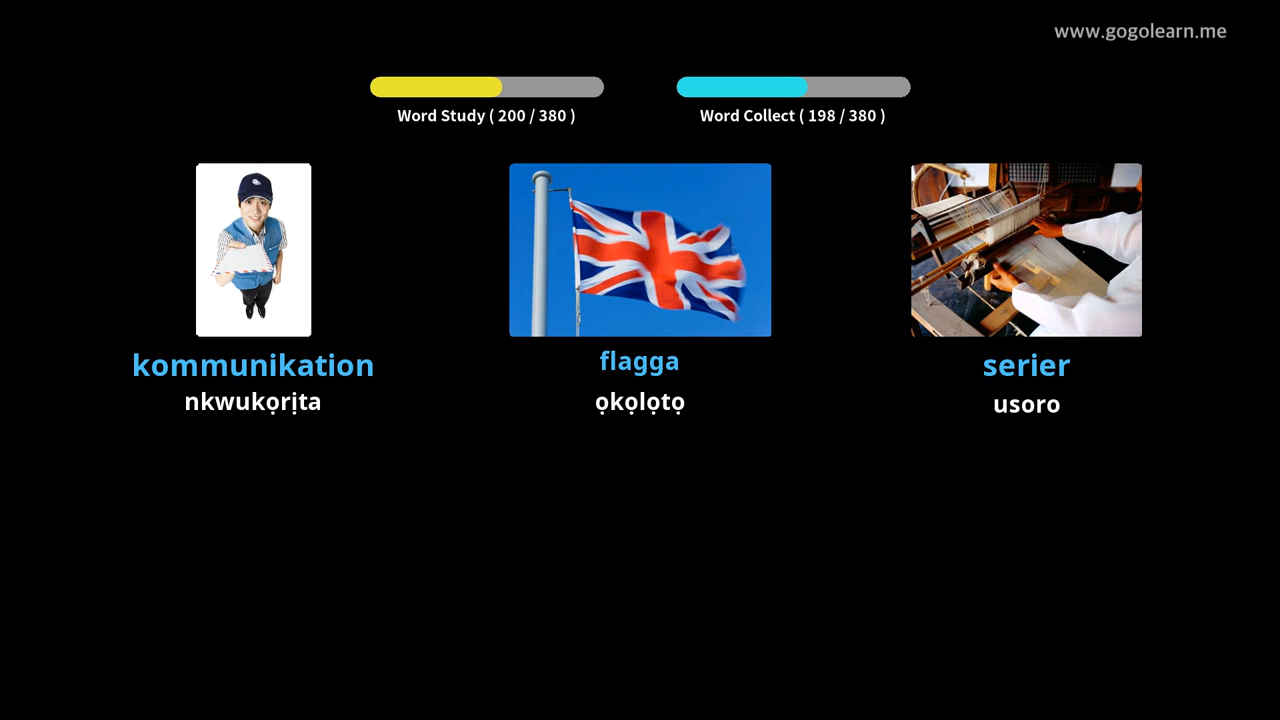 www.gogolearn.me
Word Study ( 200 / 380 )
Word Collect ( 198 / 380 )
kommunikation
nkwukọrịta
flagga
ọkọlọtọ
serier
usoro